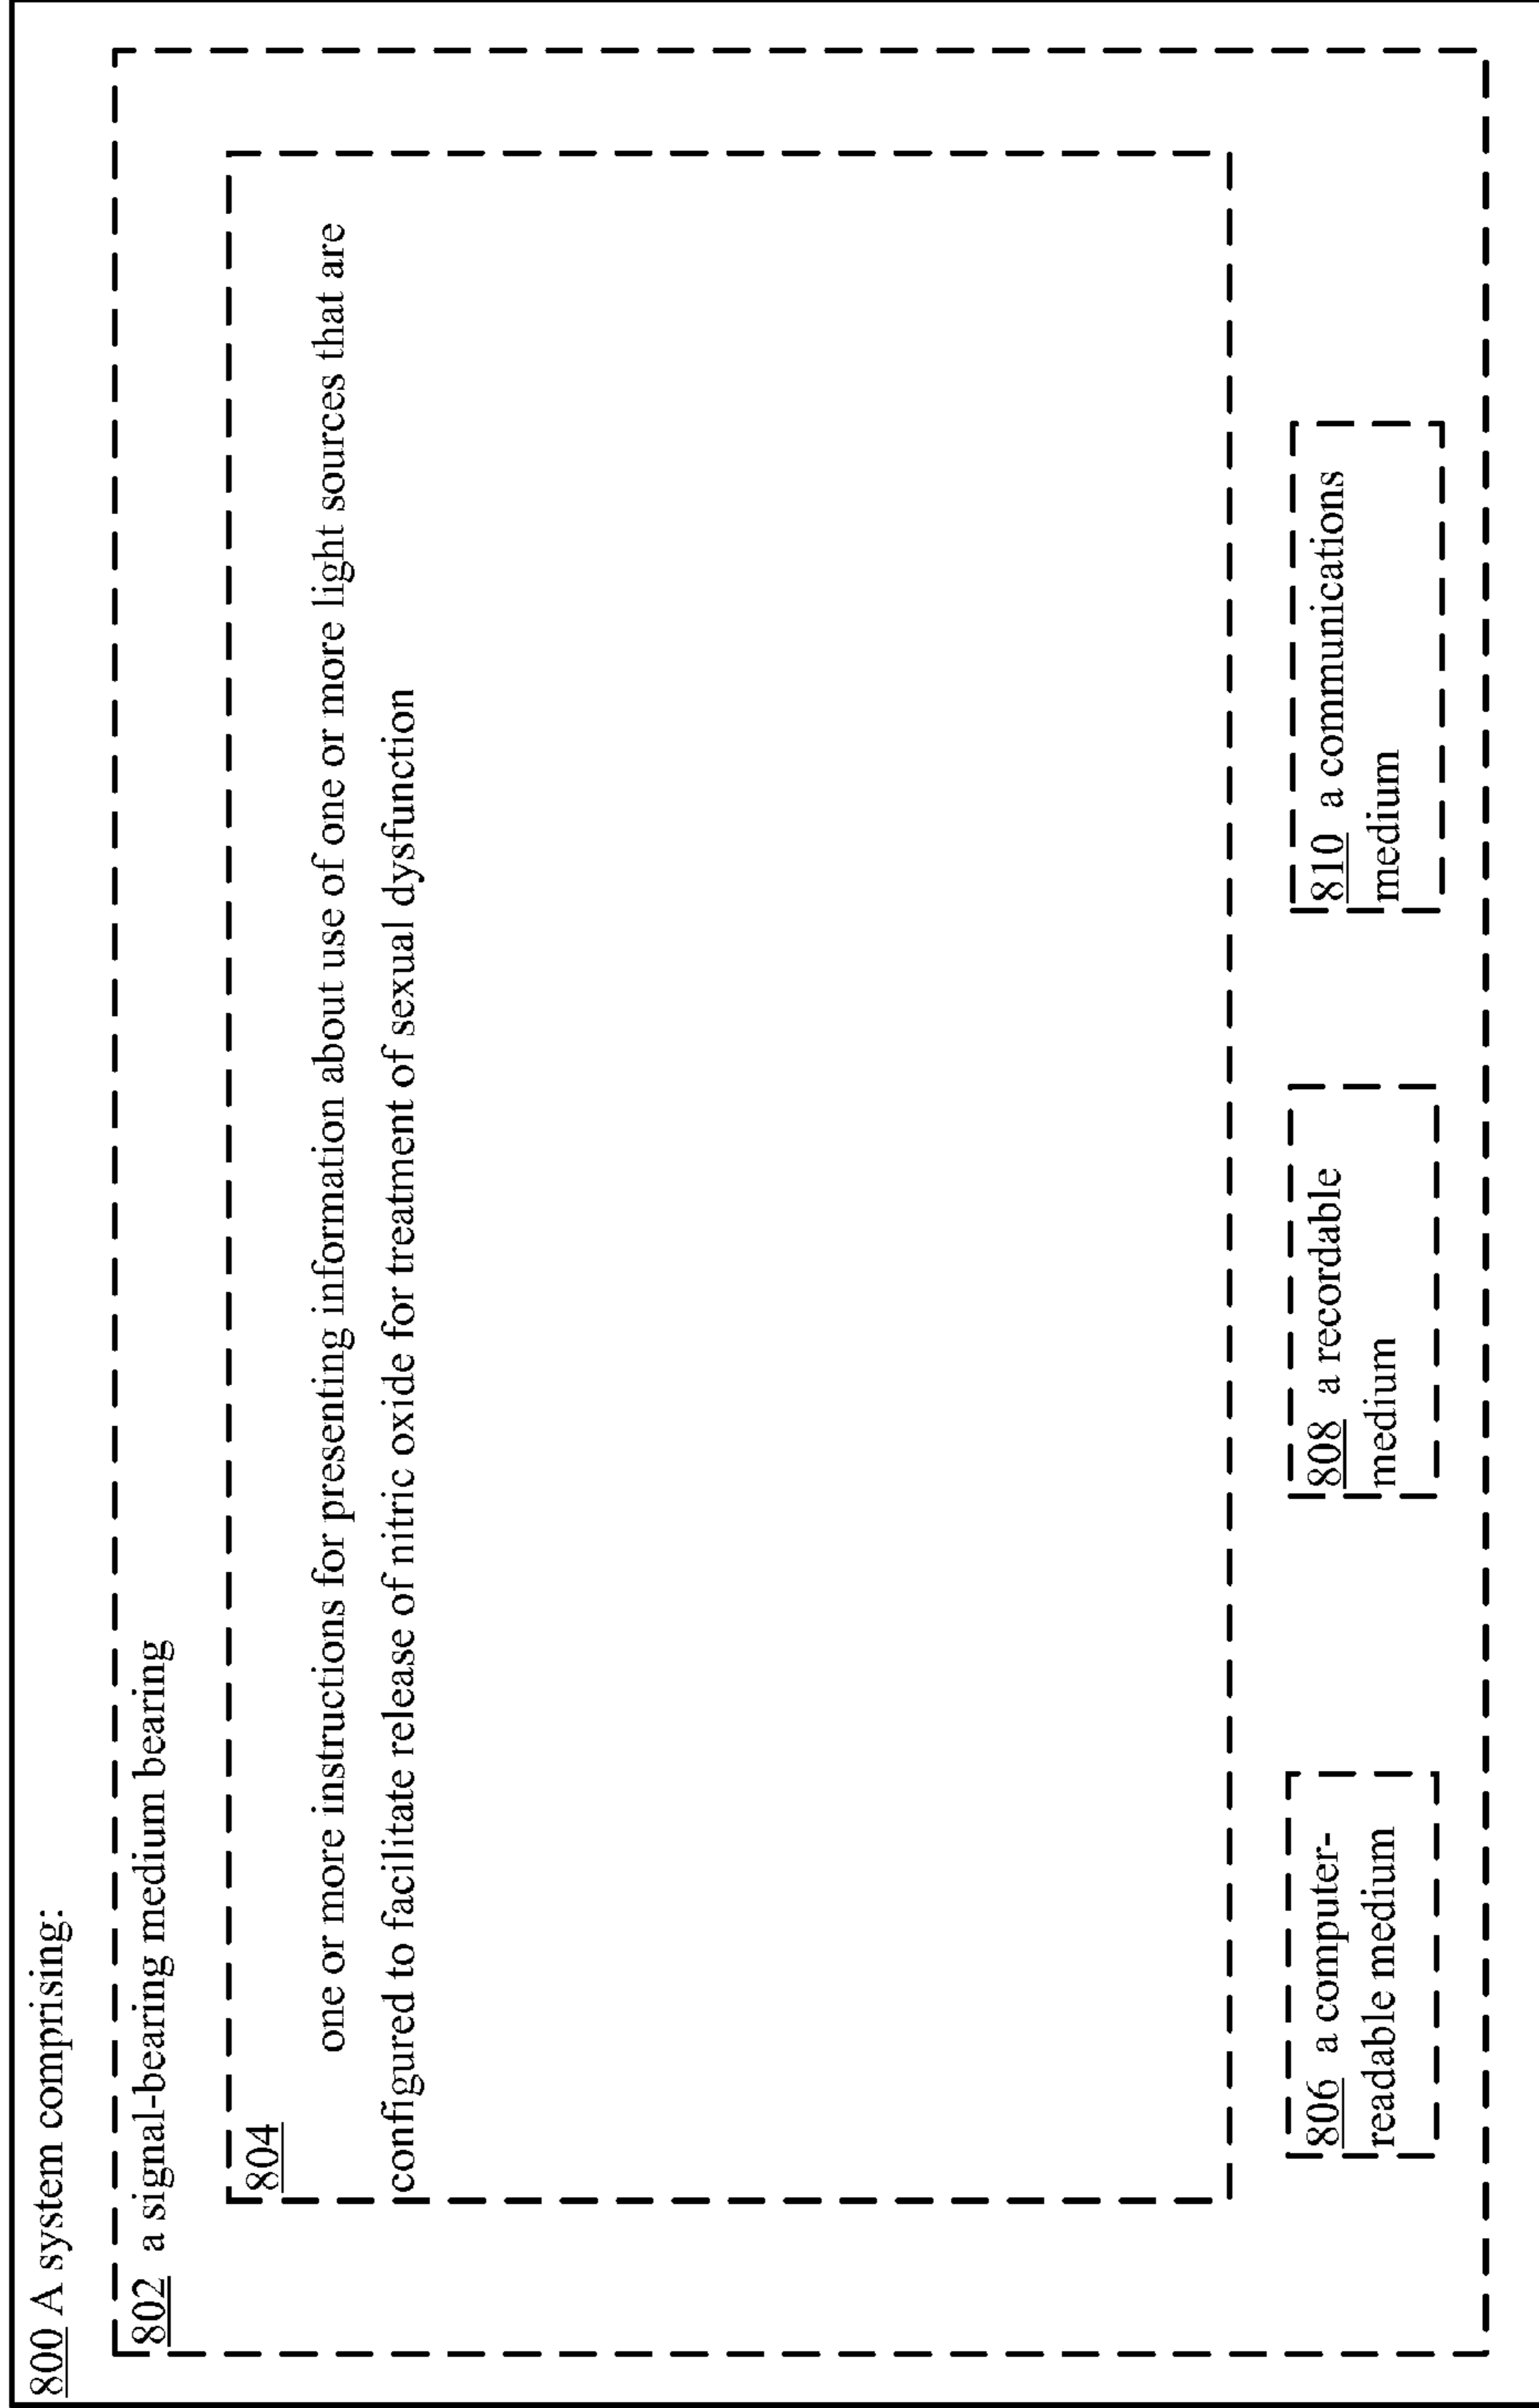 800 A system comprising:
802 a signal-bearing medium bearing
804
one or more instructions for presenting information about use of one or more light sources that are
configured to facilitate release of nitric oxide for treatment of sexual dysfunction
806 a computer-
readable medium
808 a recordable
medium
810 a communications
medium